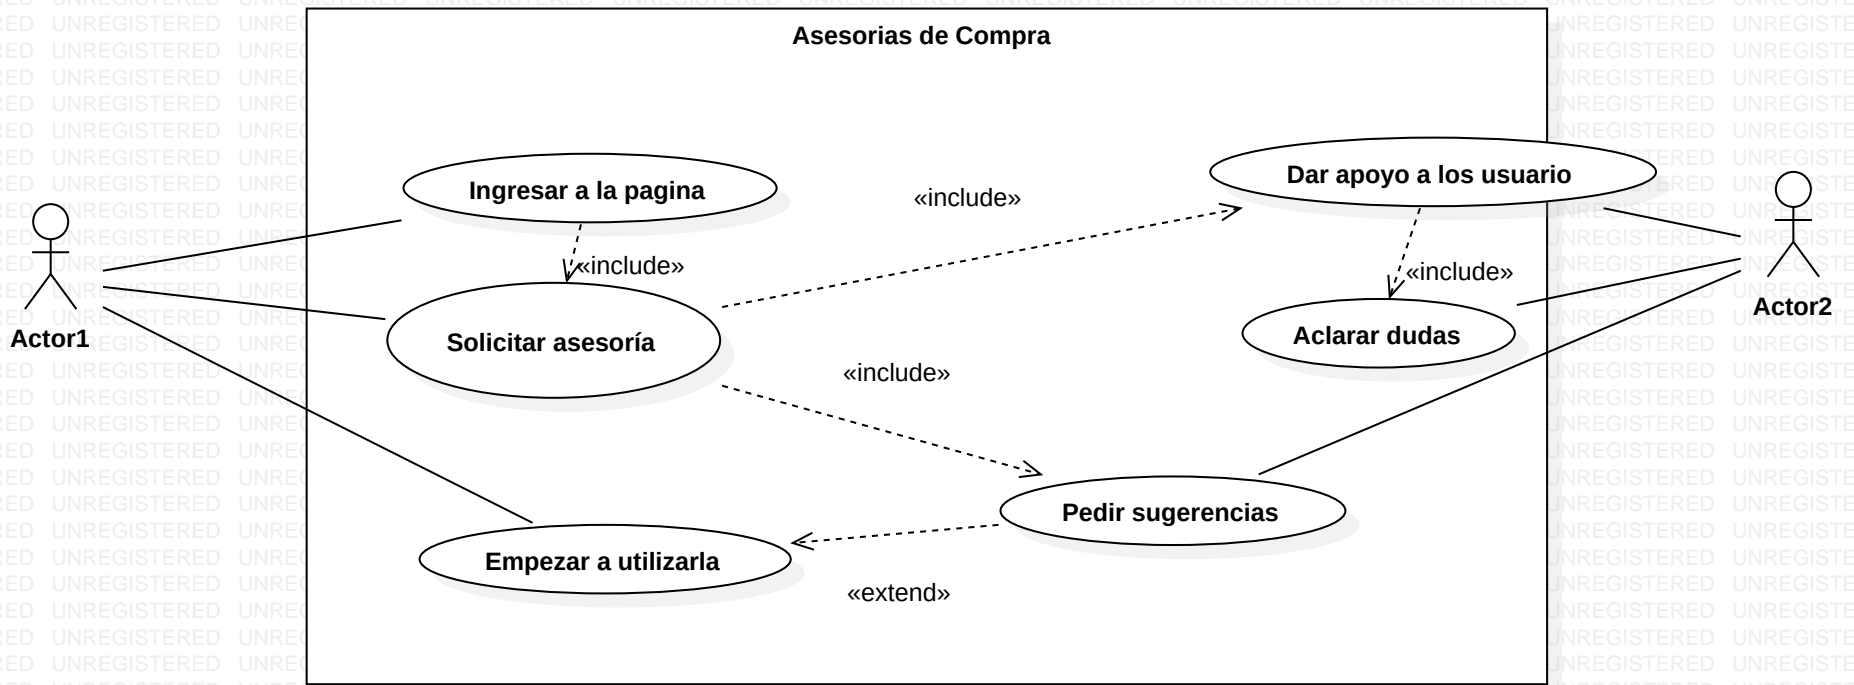 Asesorias de Compra
Ingresar a la pagina
«include»
Dar apoyo a los usuario
«include»
«include»
Actor1
Solicitar asesoría
Aclarar dudas
Actor2
«include»
Pedir sugerencias
Empezar a utilizarla
«extend»
UNREGISTERED